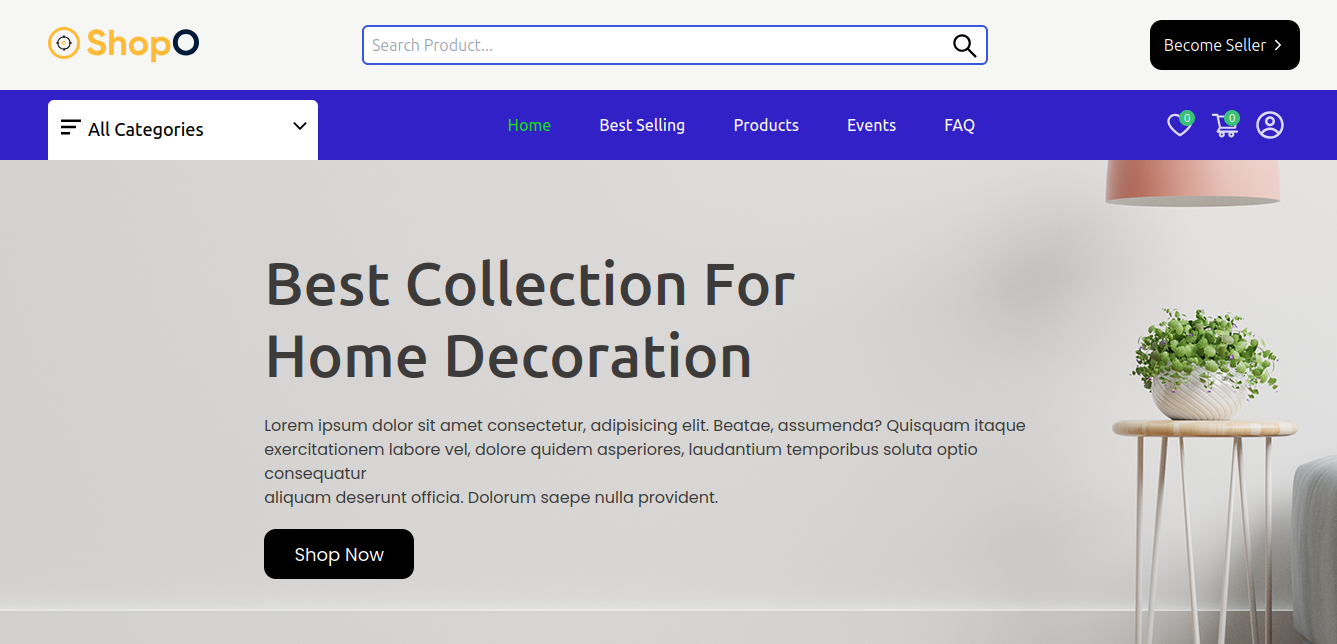 ShopO
Search Product...
Become Seller
All Categories
Home
Best Selling
Products
Events
FAQ
0
0
Best Collection For
Home Decoration
Lorem ipsum dolor sit amet consectetur, adipisicing elit. Beatae, assumenda? Quisquam itaque
exercitationem labore vel, dolore quidem asperiores, laudantium temporibus soluta optio
consequatur
aliquam deserunt officia. Dolorum saepe nulla provident.
Shop Now